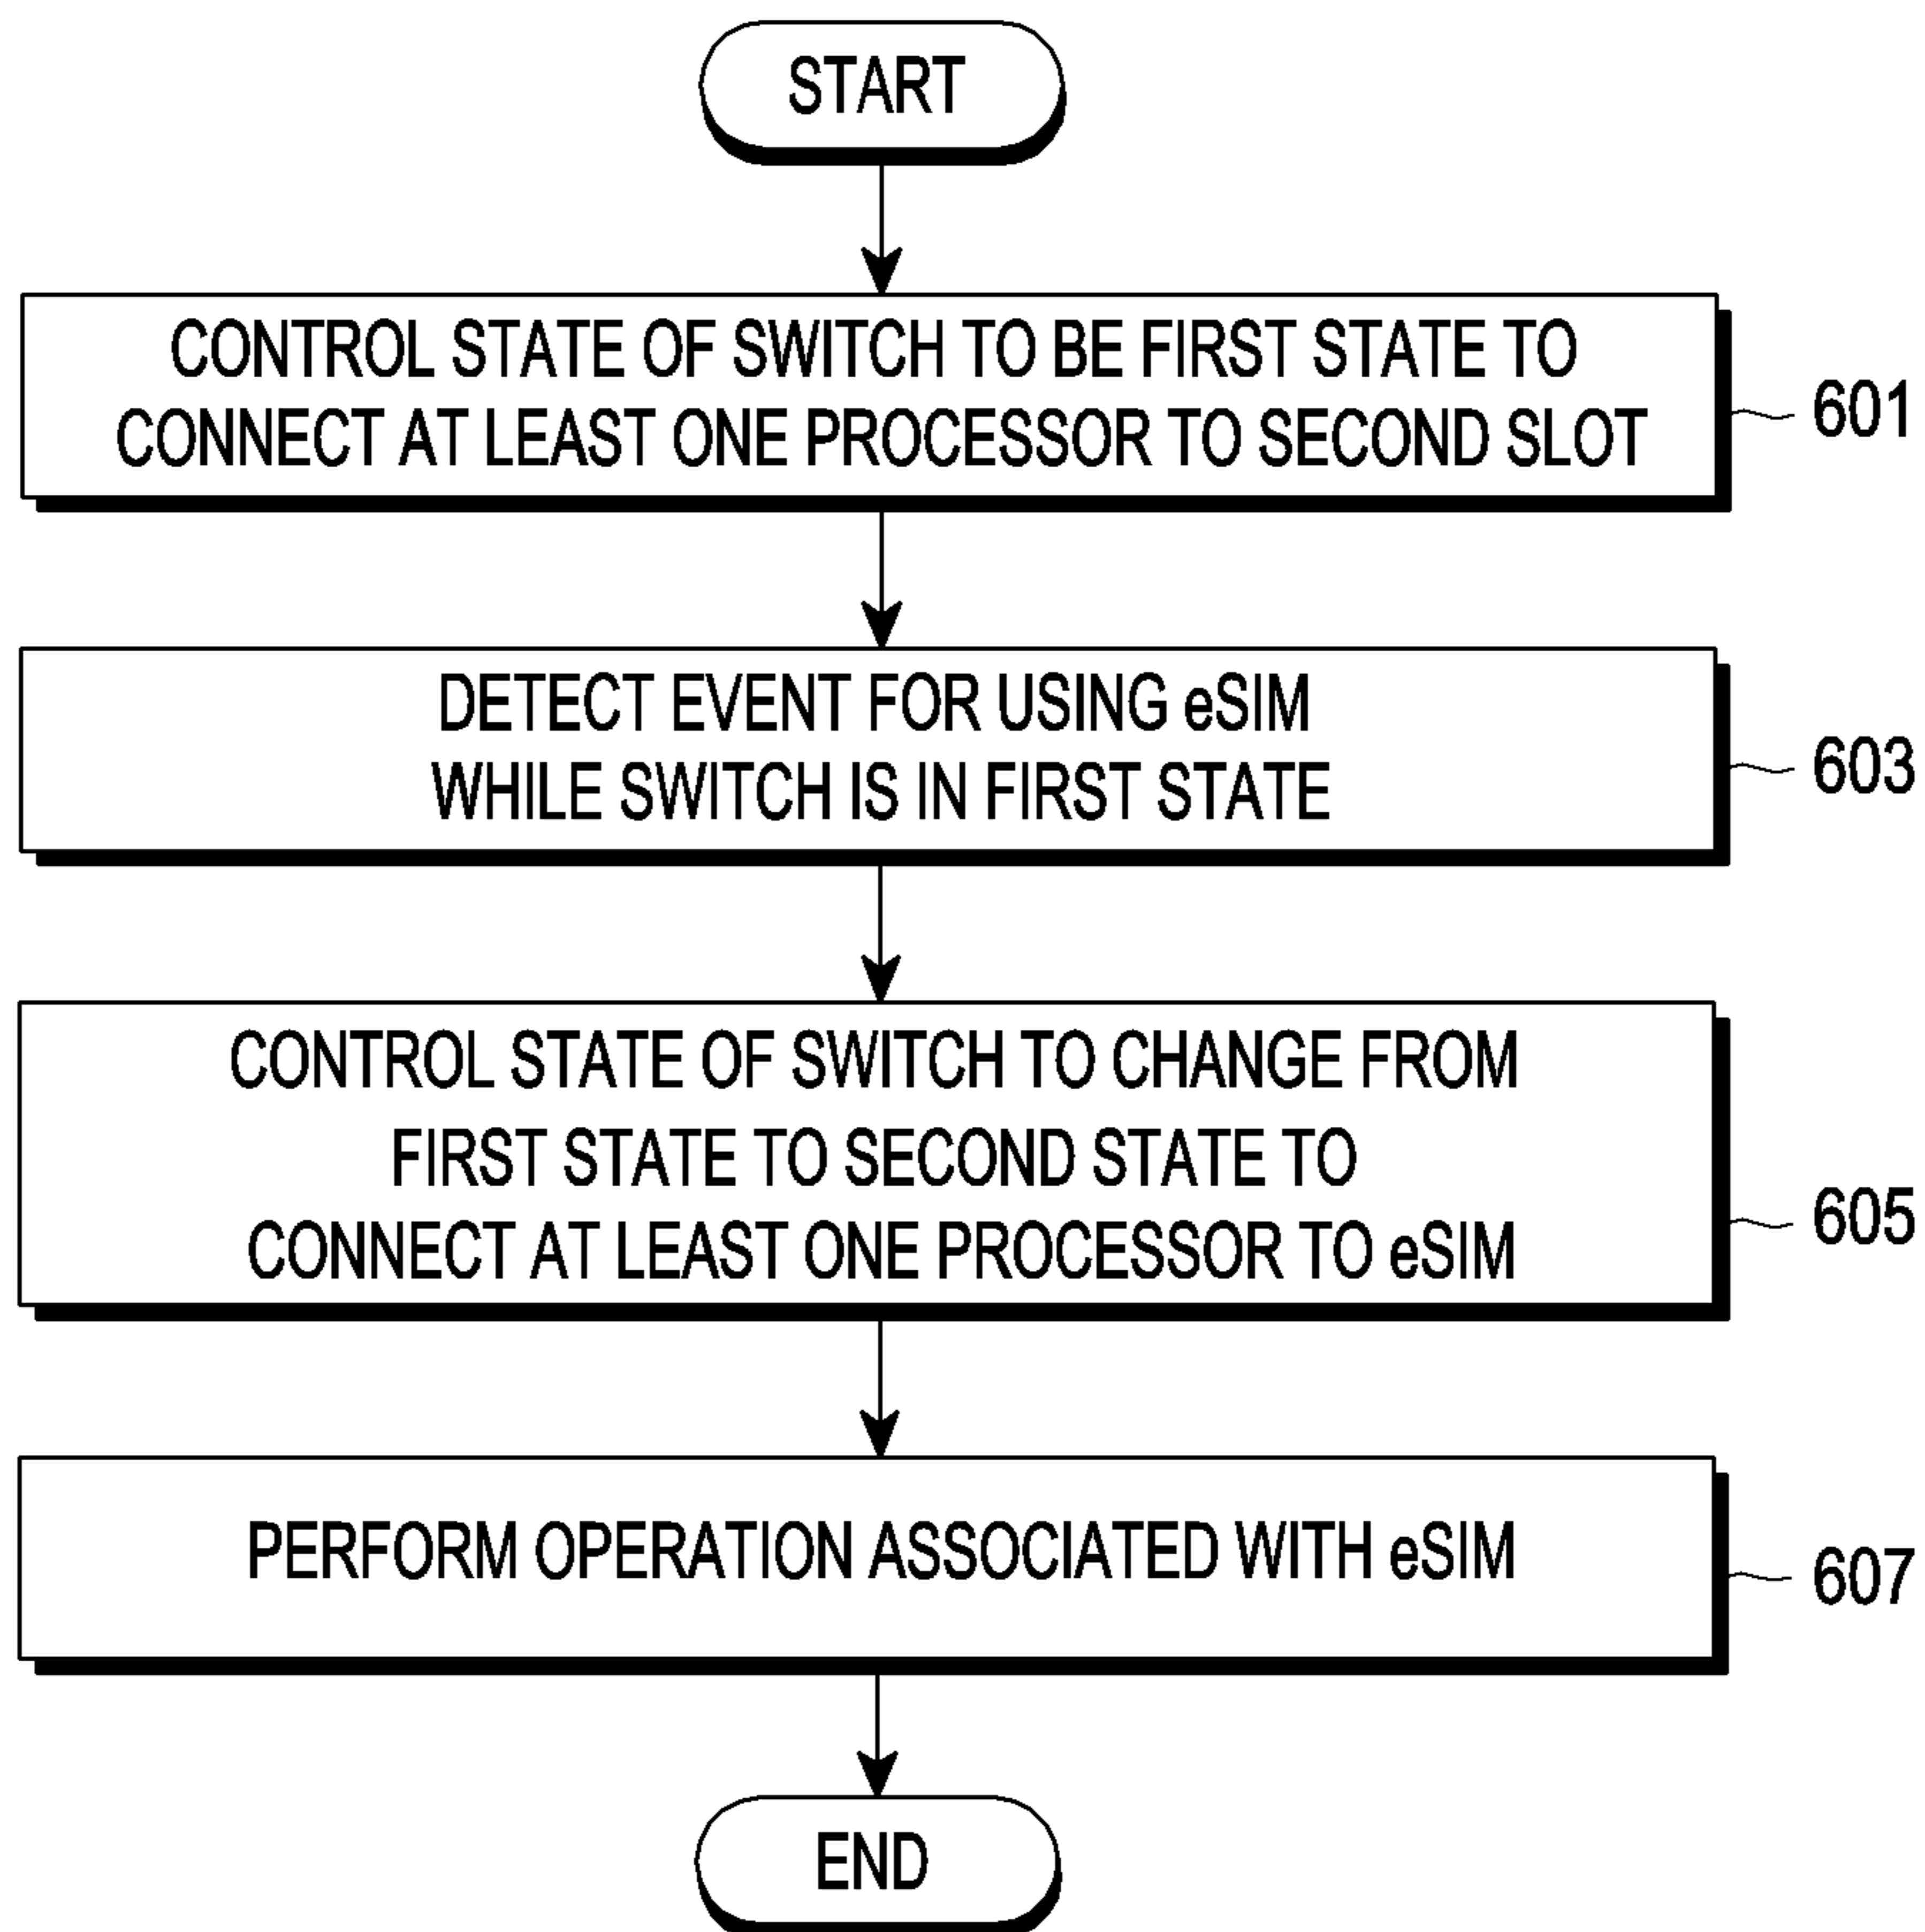 START
CONTROL STATE OF SWITCH TO BE FIRST STATE TO
CONNECT AT LEAST ONE PROCESSOR TO SECOND SLOT
601
DETECT EVENT FOR USING eSIM
WHILE SWITCH IS IN FIRST STATE
603
CONTROL STATE OF SWITCH TO CHANGE FROM
FIRST STATE TO SECOND STATE TO
CONNECT AT LEAST ONE PROCESSOR TO eSIM
605
PERFORM OPERATION ASSOCIATED WITH eSIM
607
END